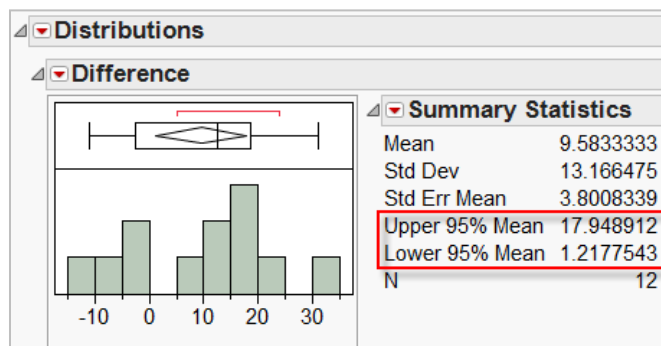 Distributions
Difference
Summary Statistics
Mean 9.5833333
Std Dev 13.166475
Std Err Mean 3.8008339
Upper 95% Mean 17.948912
Lower 95% Mean 1.2177543
N 12
-10 0 10 20 30